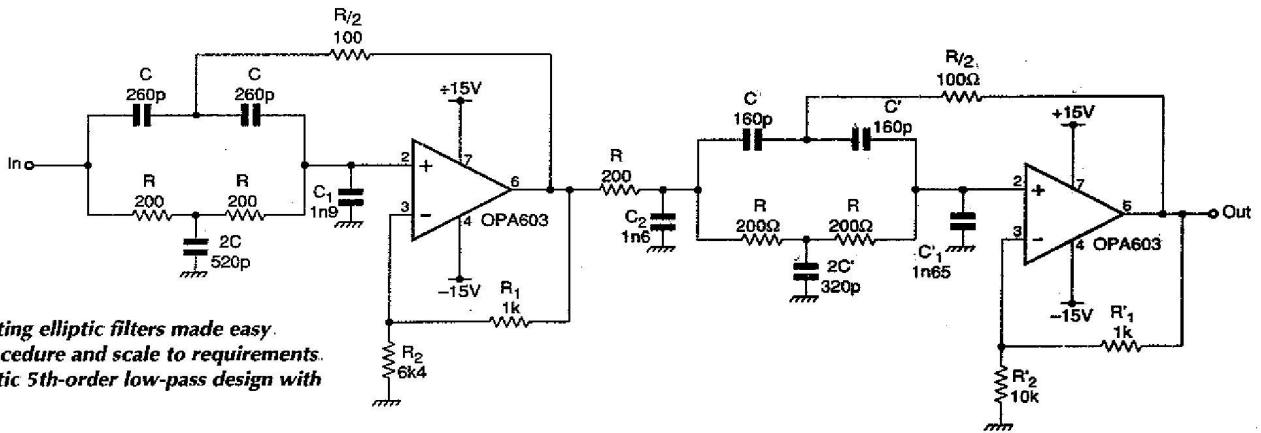 R/2
100
C
260p
C
260p
In
R
200
R
200
2C
520p
C1
1n9
2
+
3
−
+15V
7
6
4
OPA603
−15V
R1
1k
R2
6k4
R
200
C2
1n6
C'
160p
C'
160p
R/2
100Ω
R
200Ω
R
200Ω
2C'
320p
C'1
1n65
2
+
3
−
+15V
7
6
4
OPA603
−15V
R'1
1k
R'2
10k
Out
ting elliptic filters made easy.
cedure and scale to requirements.
tic 5th-order low-pass design with